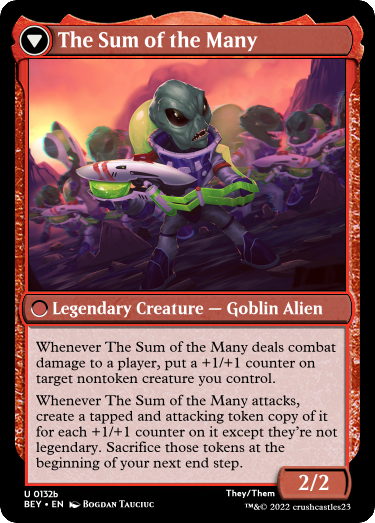 The Sum of the Many
Legendary Creature — Goblin Alien
Whenever The Sum of the Many deals combat
damage to a player, put a +1/+1 counter on
target nontoken creature you control.
Whenever The Sum of the Many attacks,
create a tapped and attacking token copy of it
for each +1/+1 counter on it except they're not
legendary. Sacrifice those tokens at the
beginning of your next end step.
2/2
U 0132b
They/Them
BEY • EN Bogdan Tauciuc
™&© 2022 crushcastles23